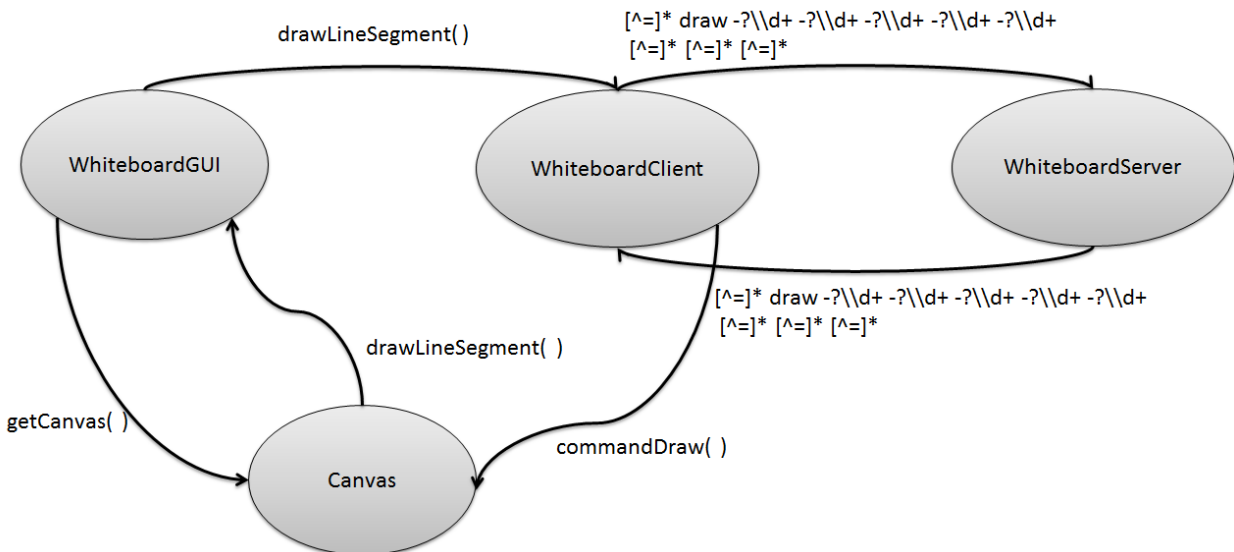 [^=]* draw -?\\d+ -?\\d+ -?\\d+ -?\\d+ -?\\d+
[^=]* [^=]* [^=]*
drawLineSegment( )
WhiteboardGUI
WhiteboardClient
WhiteboardServer
[^=]* draw -?\\d+ -?\\d+ -?\\d+ -?\\d+ -?\\d+
[^=]* [^=]* [^=]*
drawLineSegment( )
getCanvas( )
commandDraw( )
Canvas